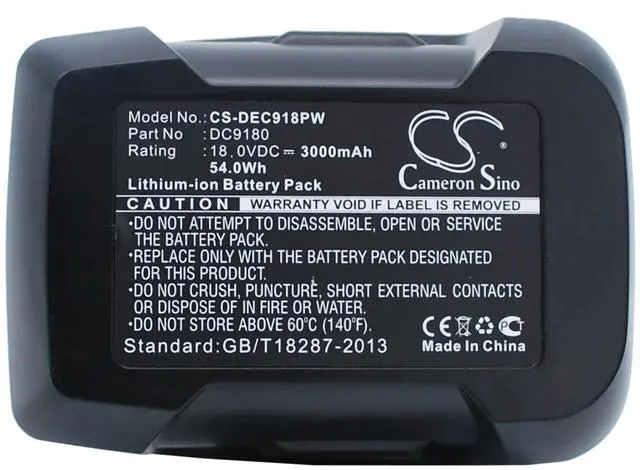 Model No.: CS-DEC918PW
Part No : DC9180
Rating : 18.0VDC⎓ 3000mAh
54.0Wh
Lithium-ion Battery Pack
CS
Cameron Sino
CAUTION WARRANTY VOID IF LABEL IS REMOVED
•DO NOT ATTEMPT TO DISASSEMBLE, OPEN OR SERVICE
THE BATTERY PACK.
•REPLACE ONLY WITH THE BATTERY PACK DESIGNATED
FOR THIS PRODUCT.
•DO NOT CRUSH, PUNCTURE, SHORT EXTERNAL CONTACTS
OR DISPOSE OF IN FIRE OR WATER.
•DO NOT STORE ABOVE 60°C (140°F)
CE
Standard:GB/T18287-2013
Made In China